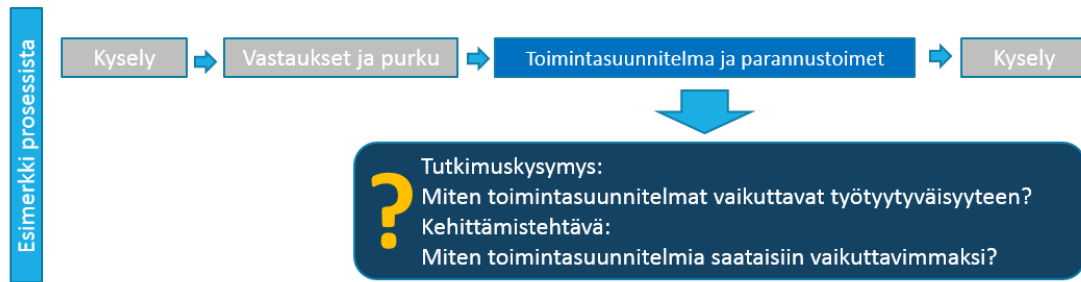 Esimerkki prosessista
Kysely
Vastaukset ja purku
Toimintasuunnitelma ja parannustoimet
Kysely
?
Tutkimuskysymys:
Miten toimintasuunnitelmat vaikuttavat työtyytyväisyyteen?
Kehittämistehtävä:
Miten toimintasuunnitelmia saataisiin vaikuttavimmaksi?